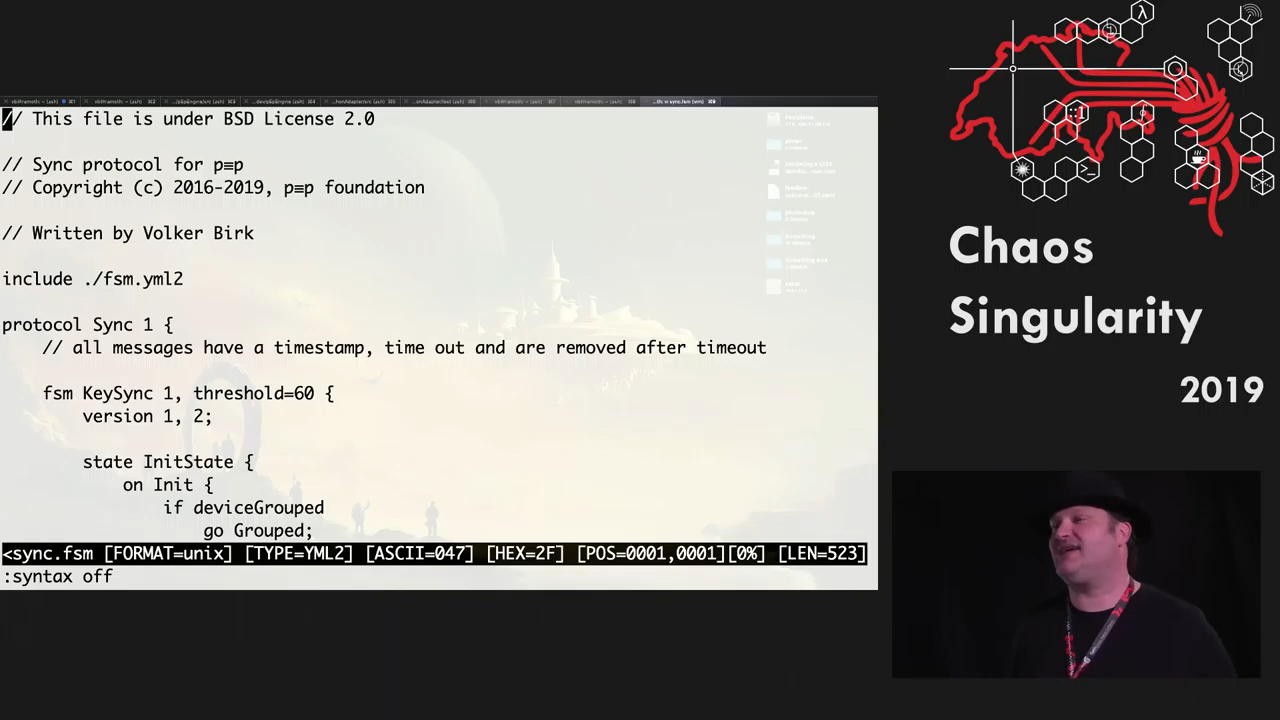 // This file is under BSD License 2.0
// Sync protocol for p≡p
// Copyright (c) 2016-2019, p≡p foundation
// Written by Volker Birk
include ./fsm.yml2
protocol Sync 1 {
// all messages have a timestamp, time out and are removed after timeout
fsm KeySync 1, threshold=60 {
version 1, 2;
state InitState {
on Init {
if deviceGrouped
go Grouped;
<sync.fsm [FORMAT=unix] [TYPE=YML2] [ASCII=047] [HEX=2F] [POS=0001,0001][0%] [LEN=523]
:syntax off
Chaos
Singularity
2019